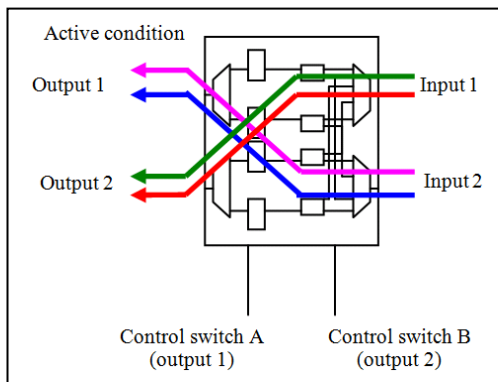 Active condition
Output 1
Input 1
Output 2
Input 2
Control switch A
(output 1)
Control switch B
(output 2)